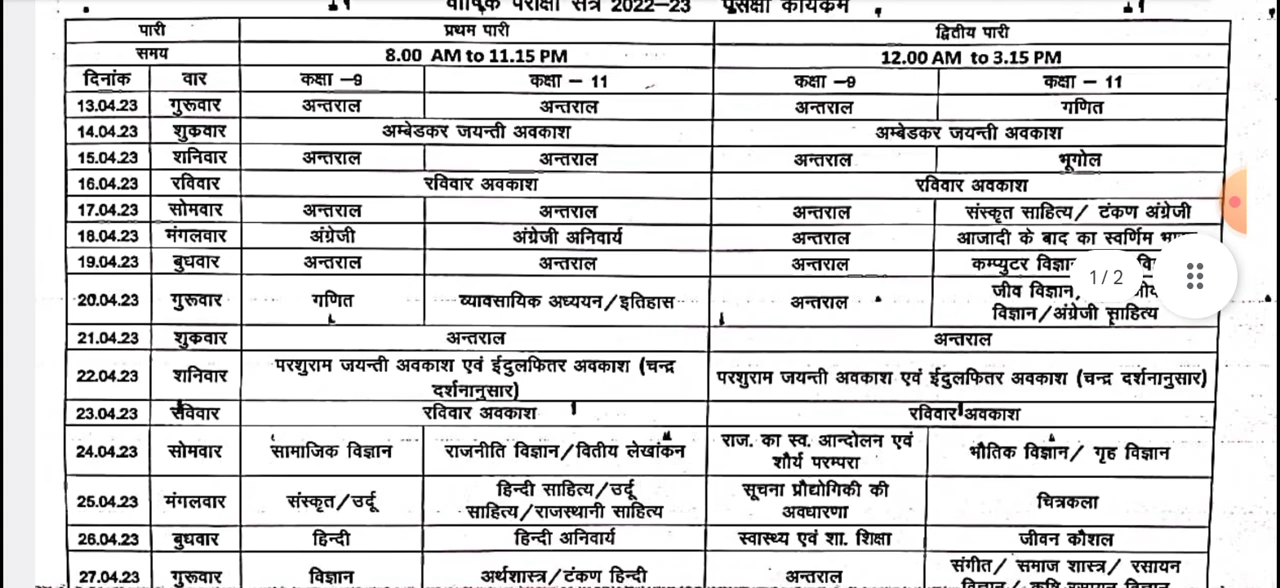 वार्षिक परीक्षा सत्र 2022–23 कार्यक्रम
पारी प्रथम पारी द्वितीय पारी
समय 8.00 AM to 11.15 PM 12.00 AM to 3.15 PM
दिनांक वार कक्षा –9 कक्षा – 11 कक्षा –9 कक्षा – 11
13.04.23 गुरूवार अन्तराल अन्तराल अन्तराल गणित
14.04.23 शुकवार अम्बेडकर जयन्ती अवकाश अम्बेडकर जयन्ती अवकाश
15.04.23 शनिवार अन्तराल अन्तराल अन्तराल भूगोल
16.04.23 रविवार रविवार अवकाश रविवार अवकाश
17.04.23 सोमवार अन्तराल अन्तराल अन्तराल संस्कृत साहित्य/ टंकण अंग्रेजी
18.04.23 मंगलवार अंग्रेजी अंग्रेजी अनिवार्य अन्तराल आजादी के बाद का स्वर्णिम
19.04.23 बुधवार अन्तराल अन्तराल अन्तराल कम्प्युटर
1/2
20.04.23 गुरूवार गणित व्यावसायिक अध्ययन/इतिहास अन्तराल जीव विज्ञान,
विज्ञान/अंग्रेजी साहित्य
21.04.23 शुकवार अन्तराल अन्तराल
22.04.23 शनिवार परशुराम जयन्ती अवकाश एवं ईदुलफितर अवकाश (चन्द्र
दर्शनानुसार) परशुराम जयन्ती अवकाश एवं ईदुलफितर अवकाश (चन्द्र दर्शनानुसार)
23.04.23 रविवार रविवार अवकाश रविवार अवकाश
24.04.23 सोमवार सामाजिक विज्ञान राजनीति विज्ञान/वितीय लेखांकन राज. का स्व. आन्दोलन एवं
शौर्य परम्परा भौतिक विज्ञान/ गृह विज्ञान
25.04.23 मंगलवार संस्कृत/उर्दू हिन्दी साहित्य/उर्दू
साहित्य/राजस्थानी साहित्य सूचना प्रौद्योगिकी की
अवधारणा चित्रकला
26.04.23 बुधवार हिन्दी हिन्दी अनिवार्य स्वास्थ्य एवं शा. शिक्षा जीवन कौशल
27.04.23 गुरूवार विज्ञान अर्थशास्त्र/टंकण हिन्दी अन्तराल संगीत/ समाज शास्त्र/ रसायन
विज्ञान/ कृषि रसायन विज्ञान